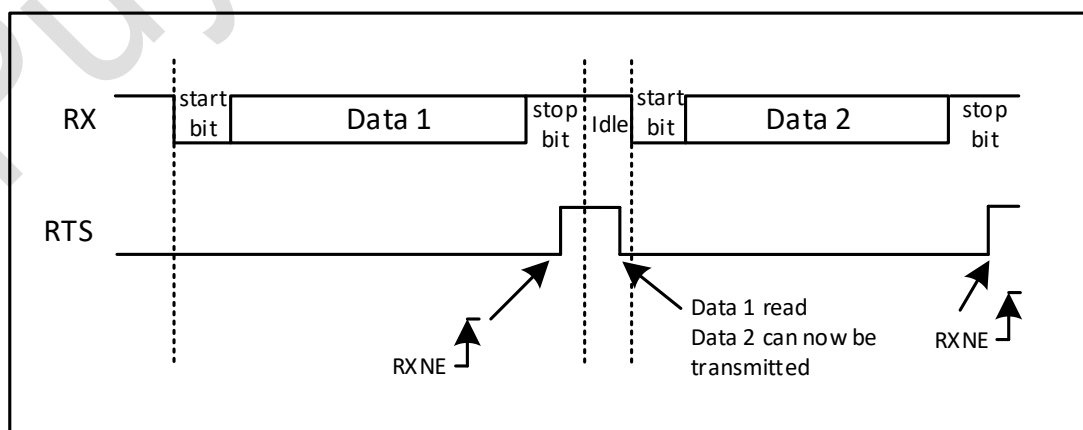 RX
start
bit
Data 1
stop
bit
Idle
start
bit
Data 2
stop
bit
RTS
RXNE
Data 1 read
Data 2 can now be
transmitted
RXNE